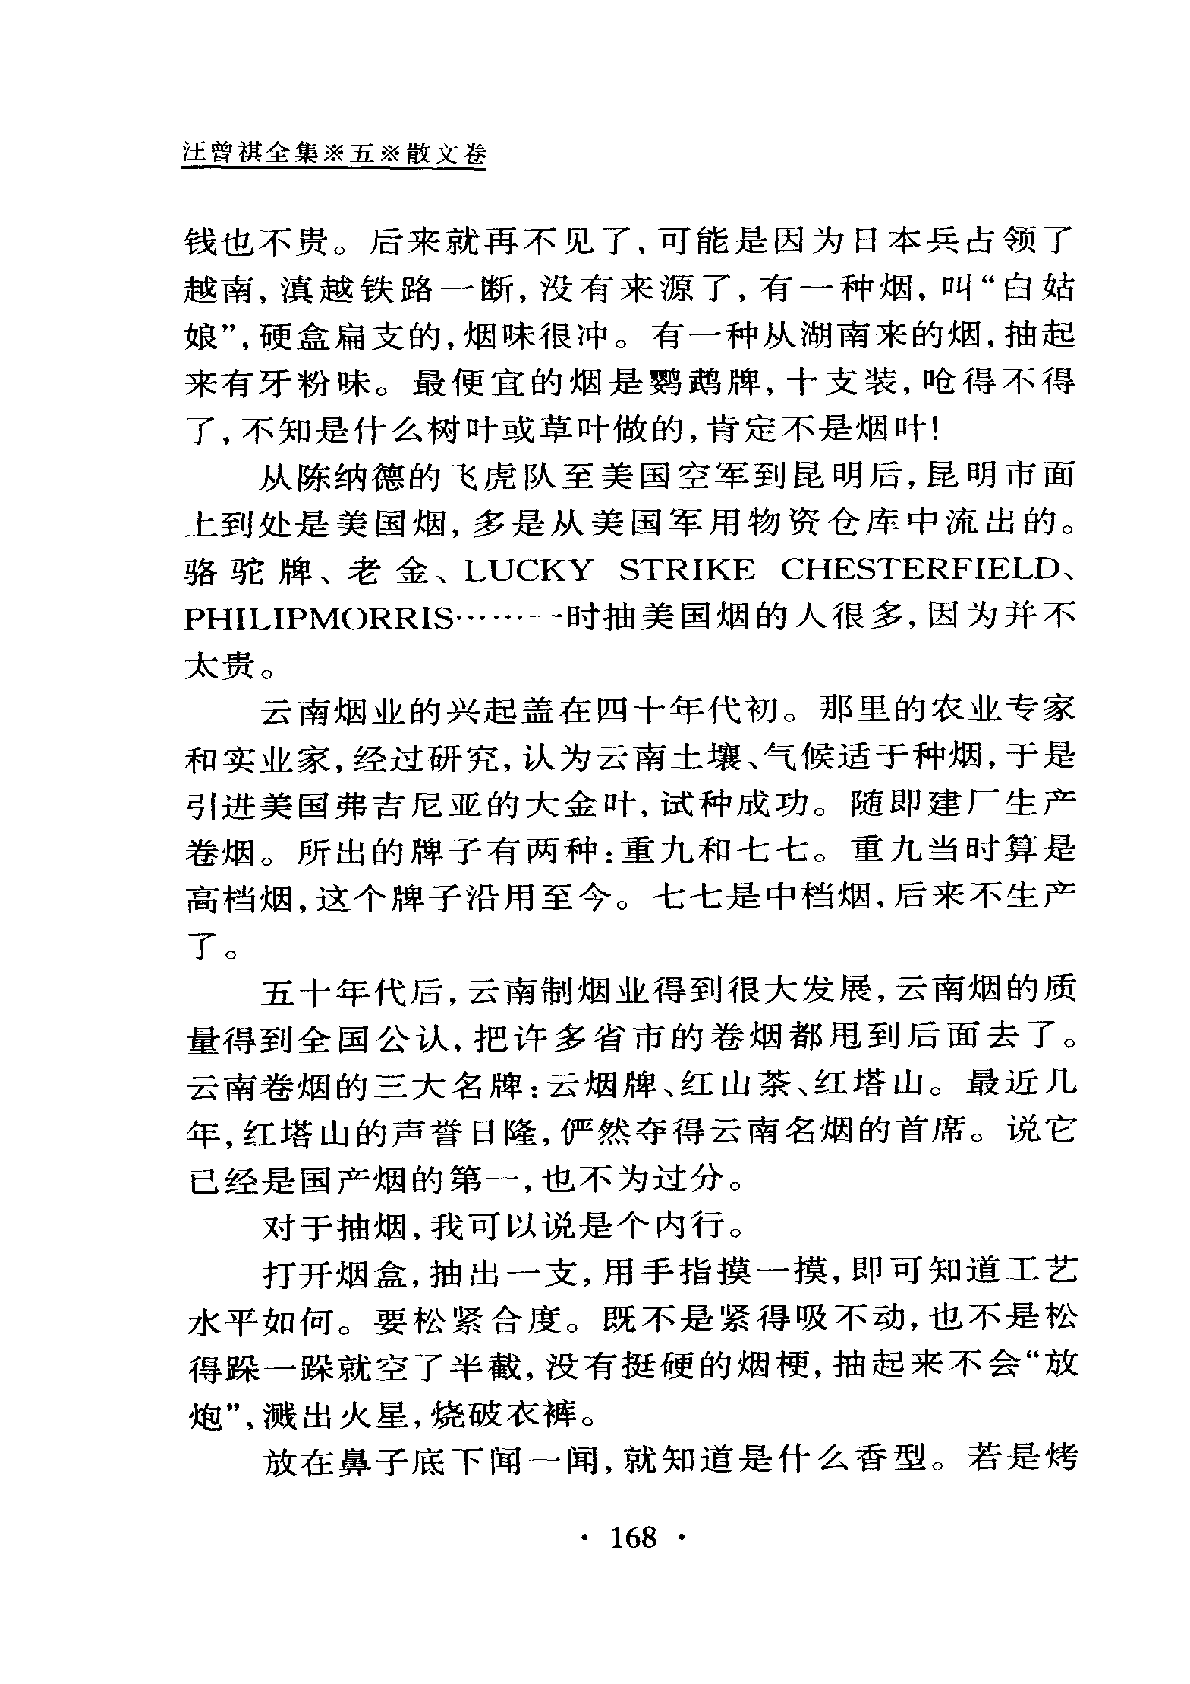 汪曾祺全集※五※散文卷
钱也不贵。后来就再不见了,可能是因为日本兵占领了
越南,滇越铁路一断,没有来源了,有一种烟,叫“白姑
娘”,硬盒扁支的,烟味很冲。有一种从湖南来的烟,抽起
来有牙粉味。最便宜的烟是鹦鹉牌,十支装,呛得不得
了,不知是什么树叶或草叶做的,肯定不是烟叶!
从陈纳德的飞虎队至美国空军到昆明后,昆明市面
上到处是美国烟,多是从美国军用物资仓库中流出的。
骆驼牌、老金、LUCKY STRIKE CHESTERFIELD、
PHILIPMORRIS……一时抽美国烟的人很多,因为并不
太贵。
云南烟业的兴起盖在四十年代初。那里的农业专家
和实业家,经过研究,认为云南土壤、气候适于种烟,于是
引进美国弗吉尼亚的大金叶,试种成功。随即建厂生产
卷烟。所出的牌子有两种:重九和七七。重九当时算是
高档烟,这个牌子沿用至今。七七是中档烟,后来不生产
了。
五十年代后,云南制烟业得到很大发展,云南烟的质
量得到全国公认,把许多省市的卷烟都甩到后面去了。
云南卷烟的三大名牌:云烟牌、红山茶、红塔山。最近几
年,红塔山的声誉日隆,俨然夺得云南名烟的首席。说它
已经是国产烟的第一,也不为过分。
对于抽烟,我可以说是个内行。
打开烟盒,抽出一支,用手指摸一摸,即可知道工艺
水平如何。要松紧合度。既不是紧得吸不动,也不是松
得跺一跺就空了半截,没有挺硬的烟梗,抽起来不会“放
炮”、溅出火星,烧破衣裤。
放在鼻子底下闻一闻,就知道是什么香型。若是烤
· 168 ·